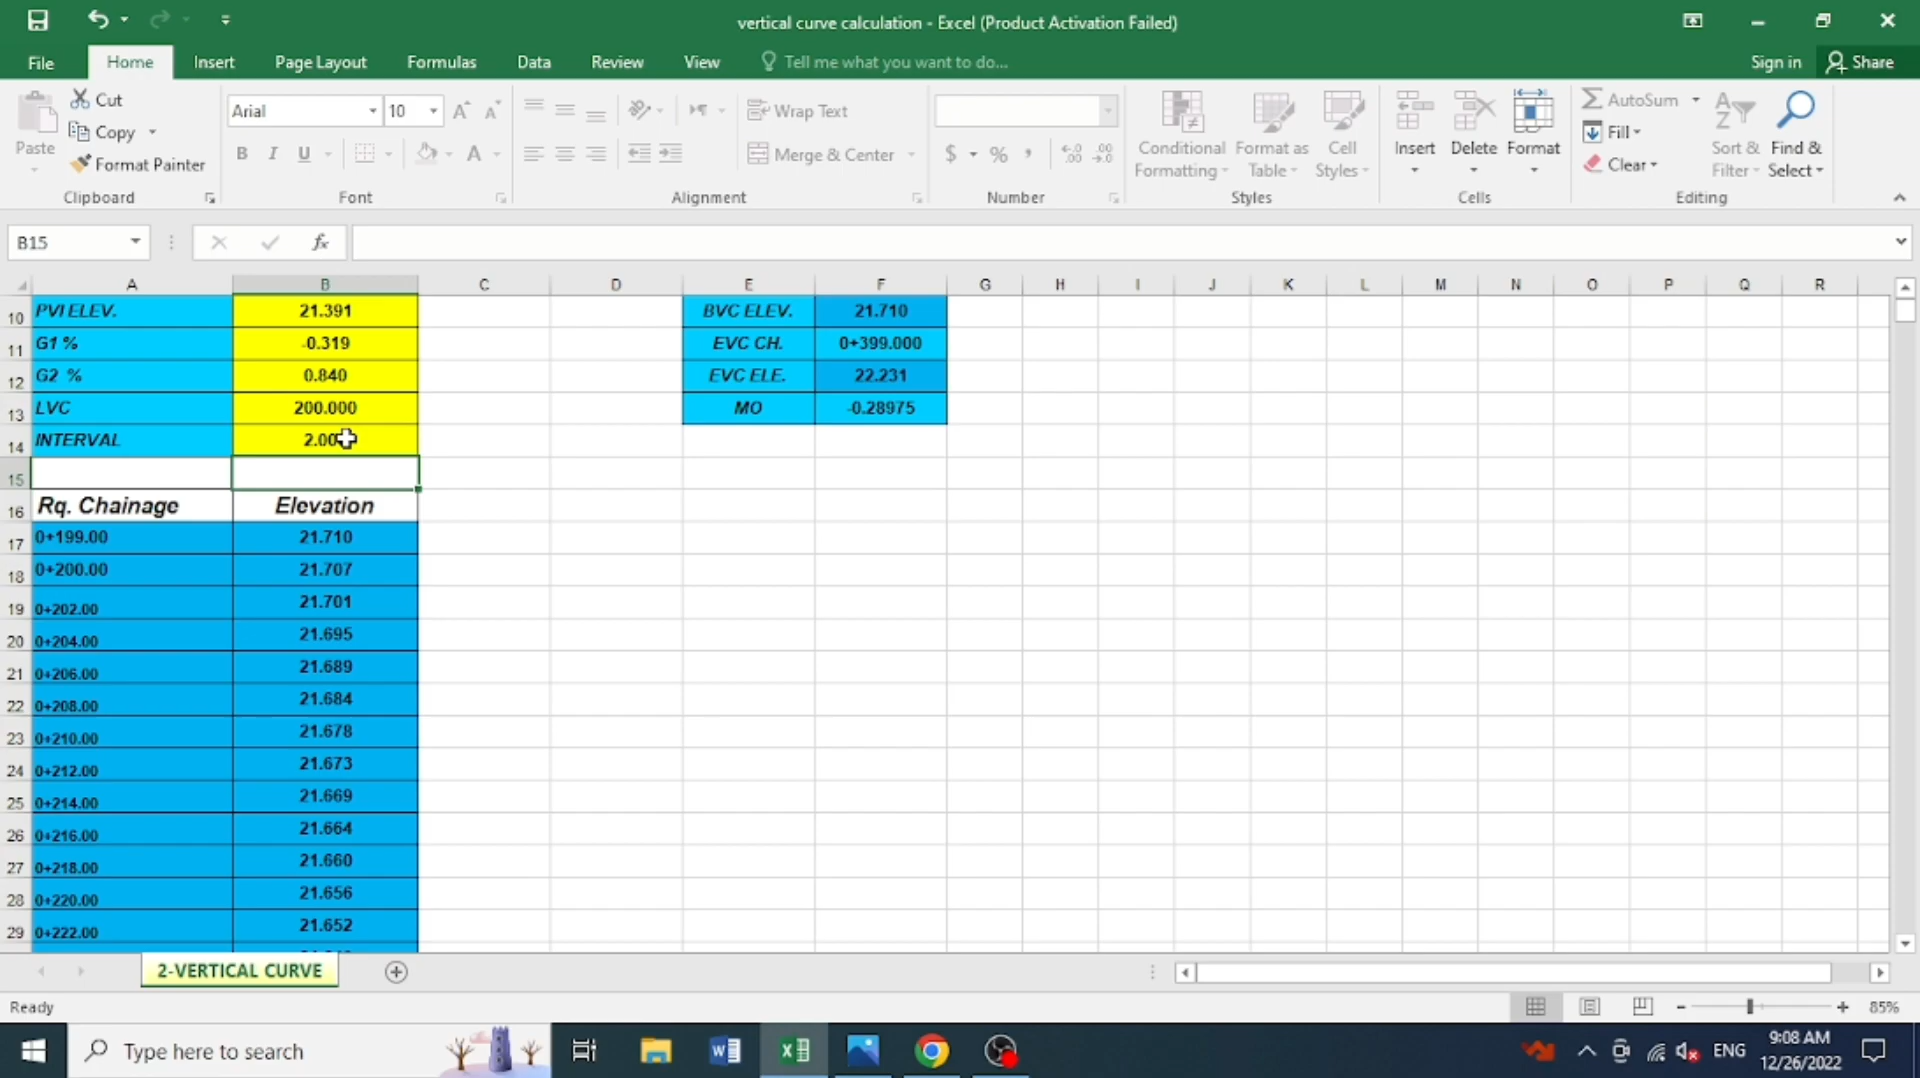 vertical curve calculation - Excel (Product Activation Failed)
File Home Insert Page Layout Formulas Data Review View Tell me what you want to do... Sign in Share
Paste
Cut
Copy
Format Painter
Clipboard
Arial 10
B I U A
Font
Wrap Text
Merge & Center
Alignment
$ % ,
Number
Conditional Formatting
Format as Table
Cell Styles
Styles
Insert Delete Format
Cells
AutoSum
Fill
Clear
Sort & Filter
Find & Select
Editing
B15 fx
A B C D E F G H I J K L M N O P Q R
10 PVI ELEV. 21.391 BVC ELEV. 21.710
11 G1 % -0.319 EVC CH. 0+399.000
12 G2 % 0.840 EVC ELE. 22.231
13 LVC 200.000 MO -0.28975
14 INTERVAL 2.00
15
16 Rq. Chainage Elevation
17 0+199.00 21.710
18 0+200.00 21.707
19 0+202.00 21.701
20 0+204.00 21.695
21 0+206.00 21.689
22 0+208.00 21.684
23 0+210.00 21.678
24 0+212.00 21.673
25 0+214.00 21.669
26 0+216.00 21.664
27 0+218.00 21.660
28 0+220.00 21.656
29 0+222.00 21.652
2-VERTICAL CURVE
Ready 85%
Type here to search ENG 9:08 AM
12/26/2022